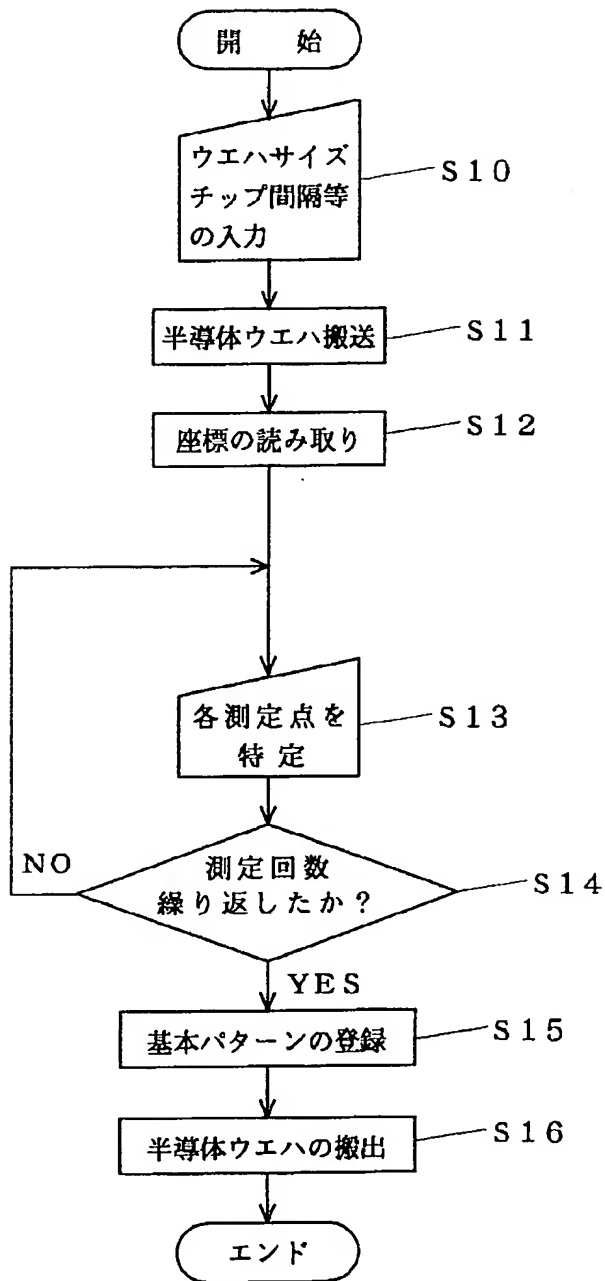 開 始
ウエハサイズ
チップ間隔等
の入力
S10
半導体ウエハ搬送
S11
座標の読み取り
S12
各測定点を
特定
S13
測定回数
繰り返したか?
S14
NO
YES
基本パターンの登録
S15
半導体ウエハの搬出
S16
エンド